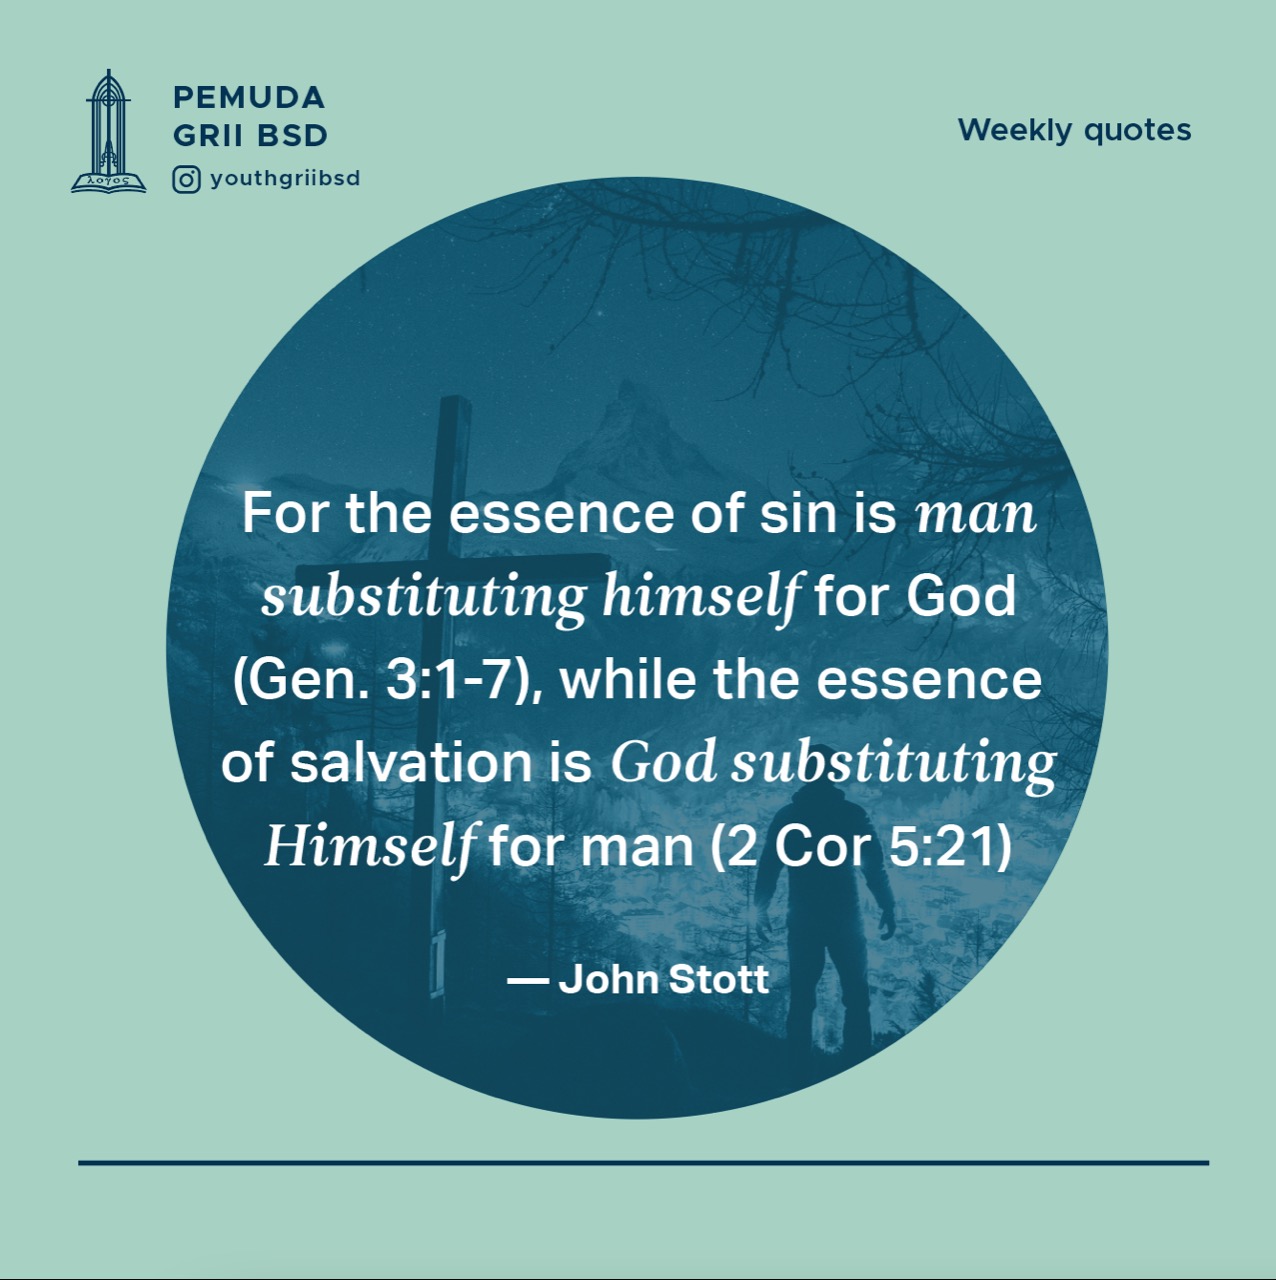 PEMUDA
GRII BSD
youthgriibsd
λογος
Weekly quotes
For the essence of sin is man
substituting himself for God
(Gen. 3:1-7), while the essence
of salvation is God substituting
Himself for man (2 Cor 5:21)
— John Stott